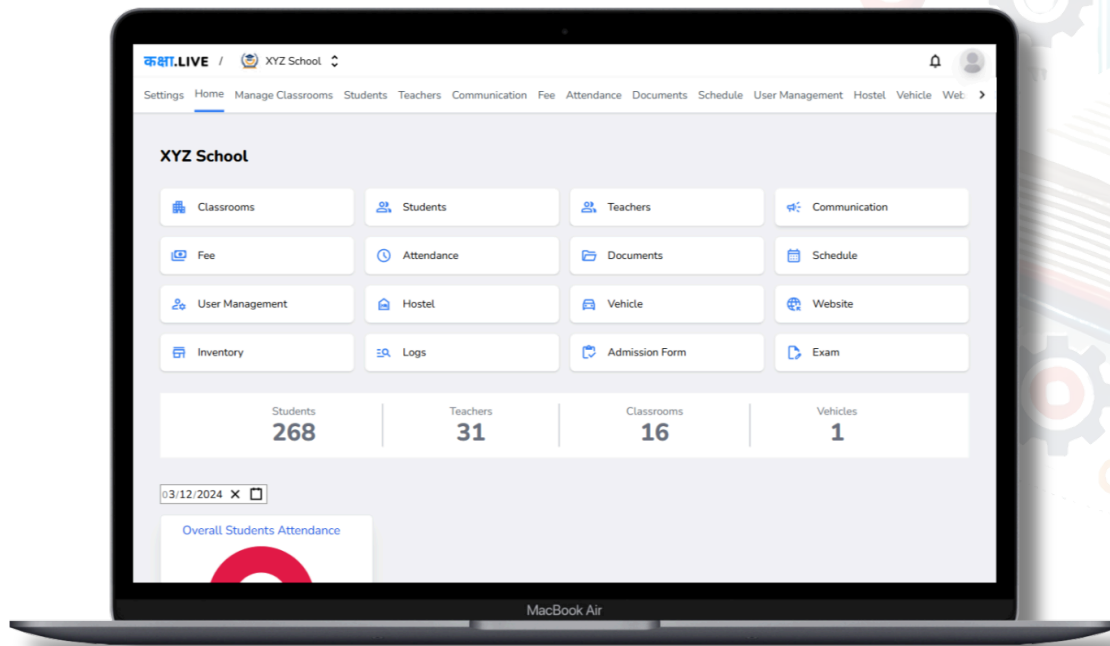 कक्षा.LIVE / XYZ School
Settings Home Manage Classrooms Students Teachers Communication Fee Attendance Documents Schedule User Management Hostel Vehicle
XYZ School
Classrooms Students Teachers Communication
Fee Attendance Documents Schedule
User Management Hostel Vehicle Website
Inventory Logs Admission Form Exam
Students Teachers Classrooms Vehicles
268 31 16 1
03/12/2024
Overall Students Attendance
MacBook Air